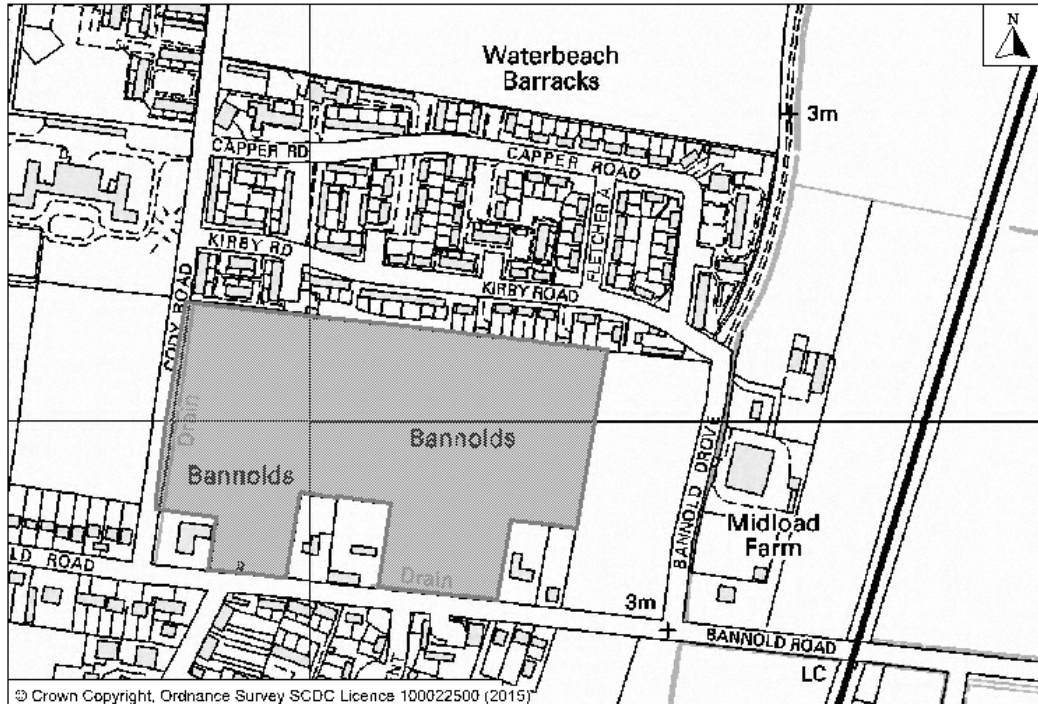 N
Waterbeach
Barracks
3m
CAPPER RD
CAPPER ROAD
FLETCHER A
KIRBY RD
KIRBY ROAD
CODY ROAD
Drain
Bannolds
Bannolds
BANNOLD DROVE
Midload
Farm
LD ROAD
Drain
3m
BANNOLD ROAD
LC
© Crown Copyright, Ordnance Survey SCDC Licence 100022500 (2015)